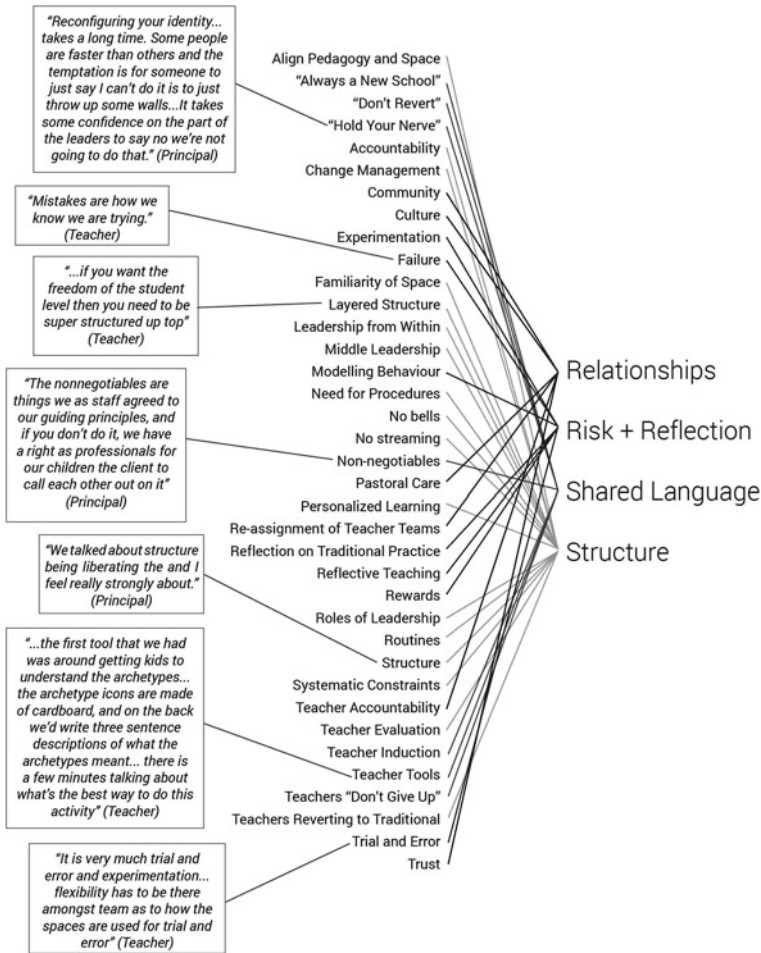 “Reconfiguring your identity...
takes a long time. Some people
are faster than others and the
temptation is for someone to
just say I can’t do it is to just
throw up some walls...It takes
some confidence on the part of
the leaders to say no we’re not
going to do that.” (Principal)
“Mistakes are how we
know we are trying.”
(Teacher)
“...if you want the
freedom of the student
level then you need to be
super structured up top”
(Teacher)
“The nonnegotiables are
things we as staff agreed to
our guiding principles, and
if you don’t do it, we have
a right as professionals for
our children the client to
call each other out on it”
(Principal)
“We talked about structure
being liberating the and I
feel really strongly about.”
(Principal)
“...the first tool that we had
was around getting kids to
understand the archetypes...
the archetype icons are made
of cardboard, and on the back
we’d write three sentence
descriptions of what the
archetypes meant... there is
a few minutes talking about
what’s the best way to do this
activity” (Teacher)
“It is very much trial and
error and experimentation...
flexibility has to be there
amongst team as to how the
spaces are used for trial and
error” (Teacher)
Align Pedagogy and Space
“Always a New School”
“Don’t Revert”
“Hold Your Nerve”
Accountability
Change Management
Community
Culture
Experimentation
Failure
Familiarity of Space
Layered Structure
Leadership from Within
Middle Leadership
Modelling Behaviour
Need for Procedures
No bells
No streaming
Non-negotiables
Pastoral Care
Personalized Learning
Re-assignment of Teacher Teams
Reflection on Traditional Practice
Reflective Teaching
Rewards
Roles of Leadership
Routines
Structure
Systematic Constraints
Teacher Accountability
Teacher Evaluation
Teacher Induction
Teacher Tools
Teachers “Don’t Give Up”
Teachers Reverting to Traditional
Trial and Error
Trust
Relationships
Risk + Reflection
Shared Language
Structure